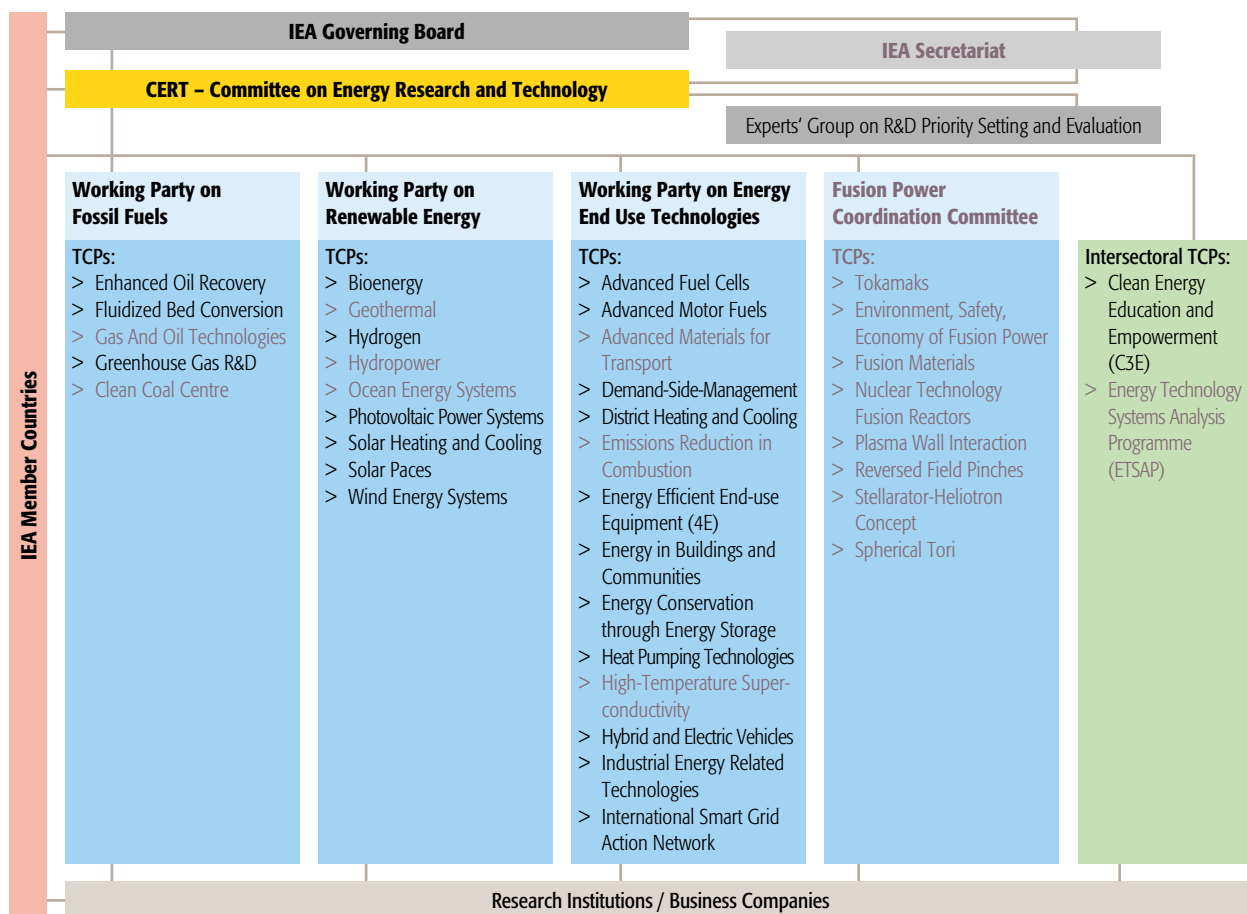 IEA Governing Board
IEA Secretariat
CERT – Committee on Energy Research and Technology
Experts‘ Group on R&D Priority Setting and Evaluation
IEA Member Countries
Working Party on
Fossil Fuels
TCPs:
> Enhanced Oil Recovery
> Fluidized Bed Conversion
> Gas And Oil Technologies
> Greenhouse Gas R&D
> Clean Coal Centre
Working Party on
Renewable Energy
TCPs:
> Bioenergy
> Geothermal
> Hydrogen
> Hydropower
> Ocean Energy Systems
> Photovoltaic Power Systems
> Solar Heating and Cooling
> Solar Paces
> Wind Energy Systems
Working Party on Energy
End Use Technologies
TCPs:
> Advanced Fuel Cells
> Advanced Motor Fuels
> Advanced Materials for
Transport
> Demand-Side-Management
> District Heating and Cooling
> Emissions Reduction in
Combustion
> Energy Efficient End-use
Equipment (4E)
> Energy in Buildings and
Communities
> Energy Conservation
through Energy Storage
> Heat Pumping Technologies
> High-Temperature Super-
conductivity
> Hybrid and Electric Vehicles
> Industrial Energy Related
Technologies
> International Smart Grid
Action Network
Fusion Power
Coordination Committee
TCPs:
> Tokamaks
> Environment, Safety,
Economy of Fusion Power
> Fusion Materials
> Nuclear Technology
Fusion Reactors
> Plasma Wall Interaction
> Reversed Field Pinches
> Stellarator-Heliotron
Concept
> Spherical Tori
Intersectoral TCPs:
> Clean Energy
Education and
Empowerment
(C3E)
> Energy Technology
Systems Analysis
Programme
(ETSAP)
Research Institutions / Business Companies